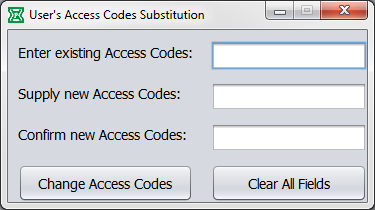 User's Access Codes Substitution
Enter existing Access Codes:
Supply new Access Codes:
Confirm new Access Codes:
Change Access Codes Clear All Fields